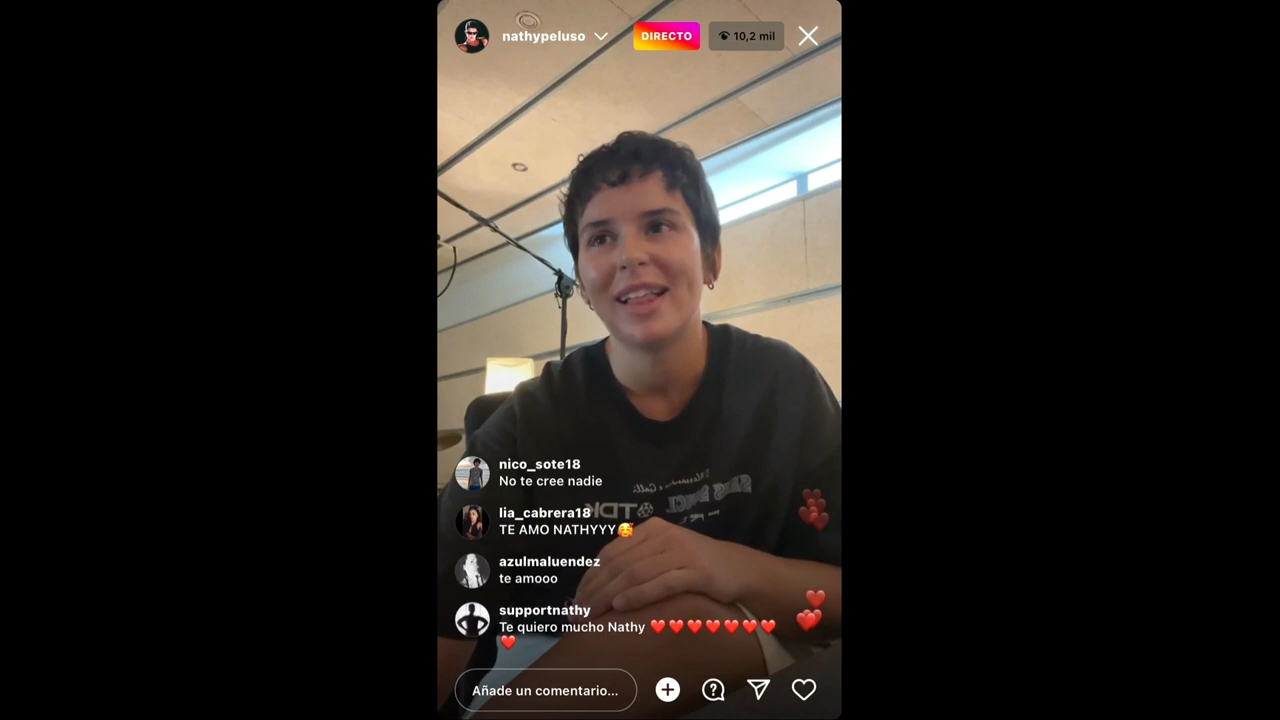 nathypeluso
DIRECTO
10,2 mil
TDK
nico_sote18
No te cree nadie
lia_cabrera18
TE AMO NATHYYY🥰
azulmaluendez
te amooo
supportnathy
Te quiero mucho Nathy ❤️❤️❤️❤️❤️❤️❤️
❤️
Añade un comentario...